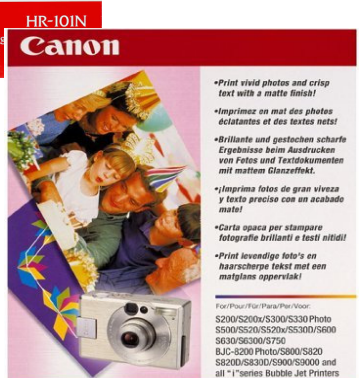 HR-101N
Canon
•Print vivid photos and crisp
text with a matte finish!
•Imprimez en mat des photos
éclatantes et des textes nets!
•Brillante und gestochen scharfe
Ergebnisse beim Ausdrucken
von Fotos und Textdokumenten
mit mattem Glanzeffekt.
•¡Imprima fotos de gran viveza
y texto preciso con un acabado
mate!
•Carta opaca per stampare
fotografie brillanti e testi nitidi!
•Print levendige foto's en
haarscherpe tekst met een
matglans oppervlak!
For/Pour/Für/Para/Per/Voor:
S200/S200x/S300/S330 Photo
S500/S520/S520x/S530D/S600
S630/S6300/S750
BJC-8200 Photo/S800/S820
S820D/S830D/S900/S9000 and
all "i"series Bubble Jet Printers
Canon